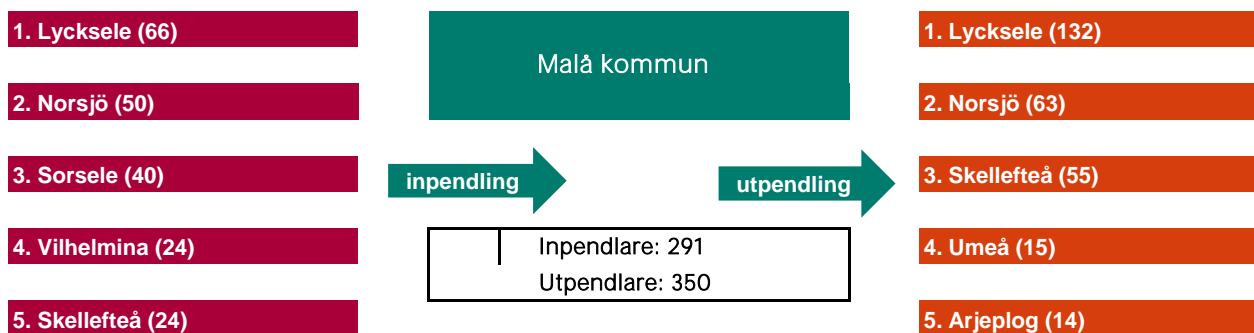 1. Lycksele (66)
2. Norsjö (50)
3. Sorsele (40)
4. Vilhelmina (24)
5. Skellefteå (24)
Malå kommun
inpendling
utpendling
Inpendlare: 291
Utpendlare: 350
1. Lycksele (132)
2. Norsjö (63)
3. Skellefteå (55)
4. Umeå (15)
5. Arjeplog (14)